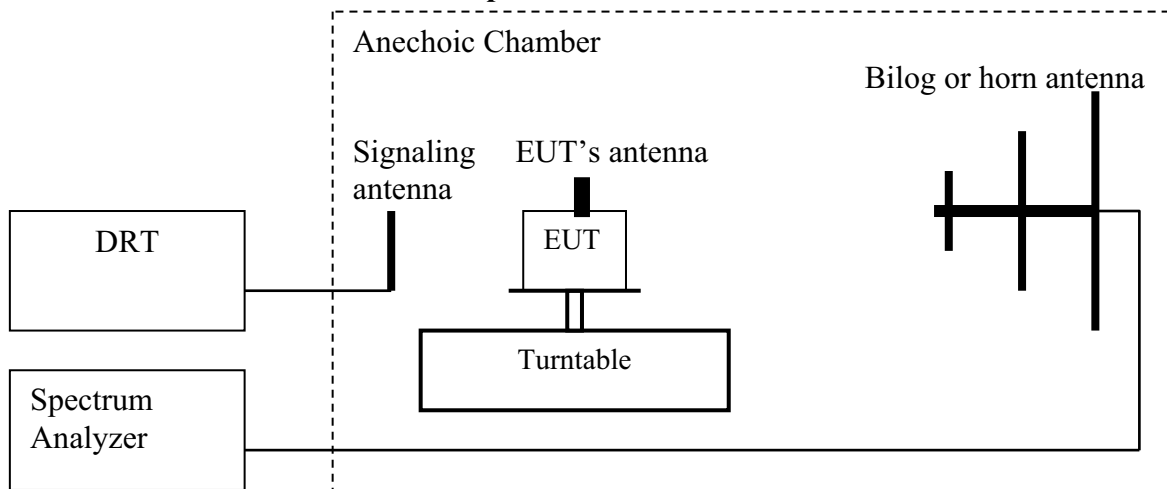 Anechoic Chamber
Bilog or horn antenna
Signaling
antenna
EUT's antenna
DRT
EUT
Turntable
Spectrum
Analyzer